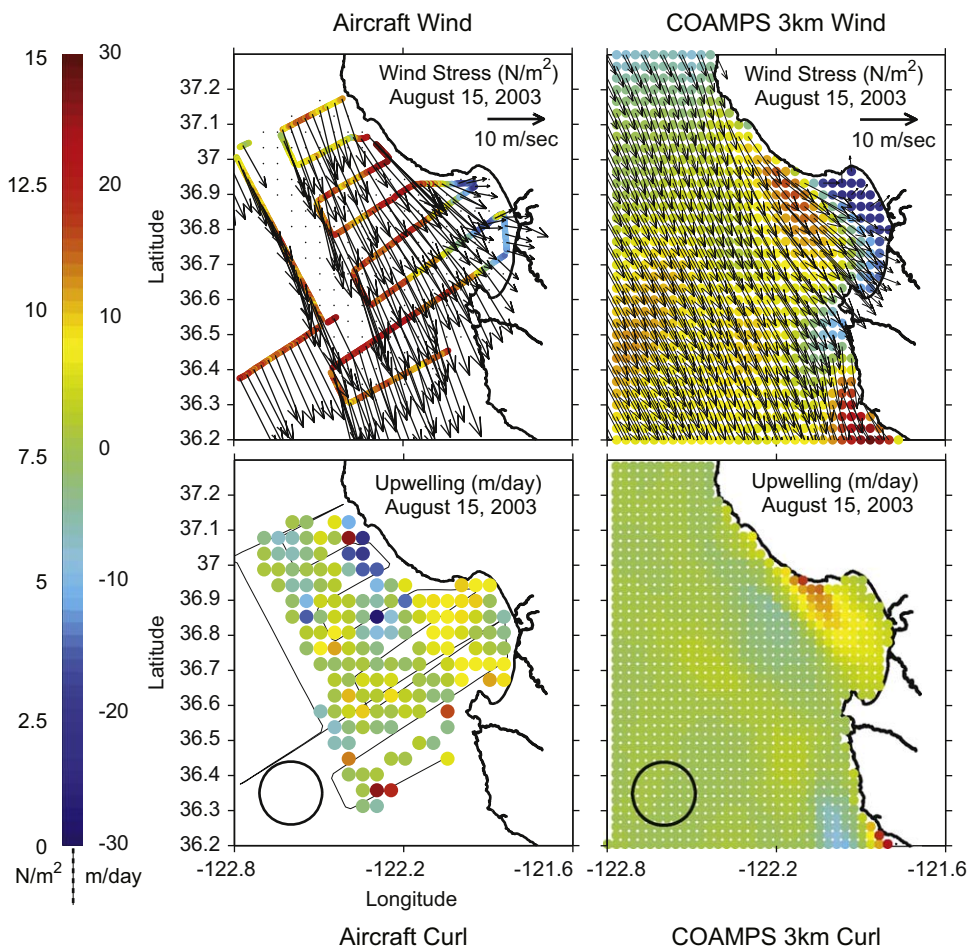 Aircraft Wind
COAMPS 3km Wind
15
30
12.5
20
10
10
7.5
0
5
-10
2.5
-20
0
-30
N/m²
m/day
Latitude
37.2
37.1
37
36.9
36.8
36.7
36.6
36.5
36.4
36.3
36.2
Wind Stress (N/m²)
August 15, 2003
10 m/sec
Wind Stress (N/m²)
August 15, 2003
10 m/sec
Latitude
37.2
37.1
37
36.9
36.8
36.7
36.6
36.5
36.4
36.3
36.2
Upwelling (m/day)
August 15, 2003
Upwelling (m/day)
August 15, 2003
-122.8
-122.2
-121.6
-122.8
-122.2
-121.6
Longitude
Aircraft Curl
COAMPS 3km Curl